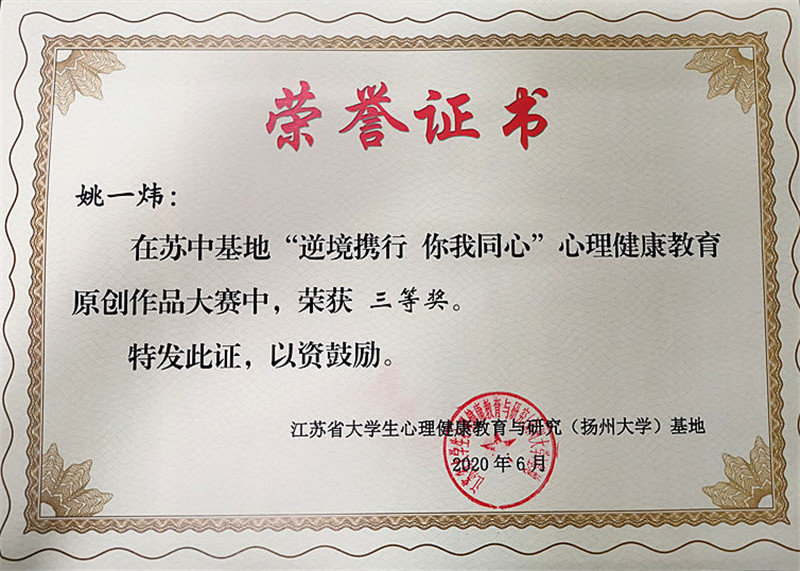 荣誉证书
姚一炜：
在苏中基地“逆境携行 你我同心”心理健康教育
原创作品大赛中，荣获 三等奖。
特发此证，以资鼓励。
江苏省大学生心理健康教育与研究（扬州大学）基地
2020年6月